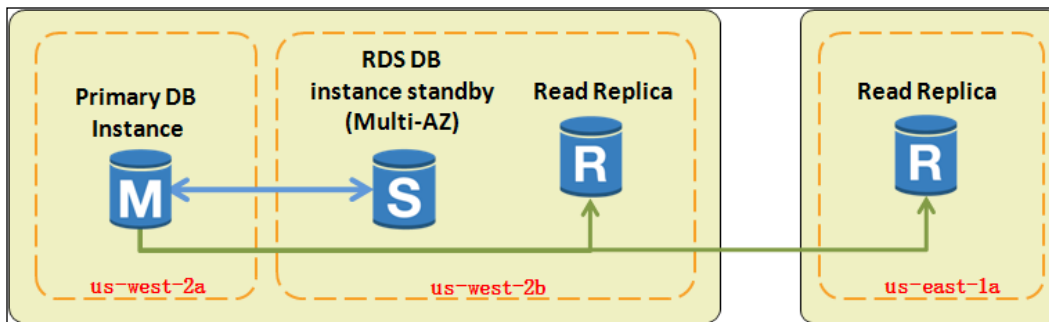 Primary DB
Instance
M
us-west-2a
RDS DB
instance standby
(Multi-AZ)
S
Read Replica
R
us-west-2b
Read Replica
R
us-east-1a